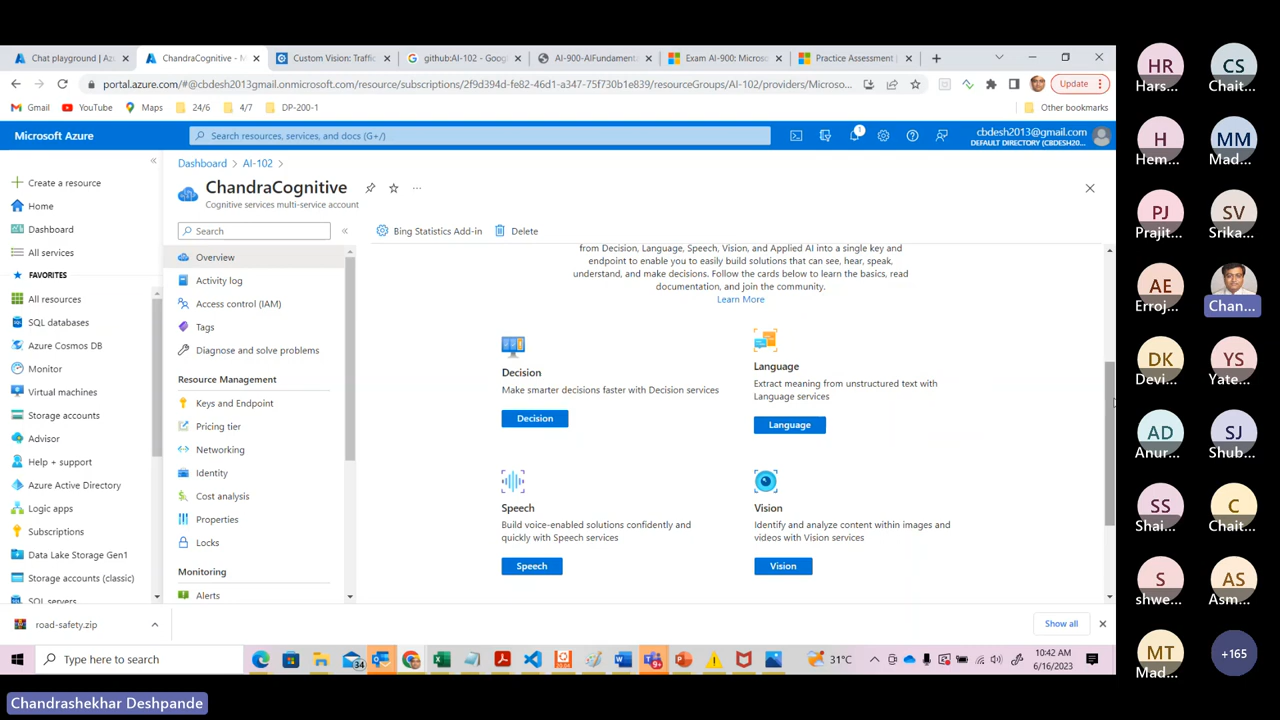 Chat playground | Az
ChandraCognitive - M
Custom Vision: Traffi
github:AI-102 - Goog
AI-900-AIFundament
Exam AI-900: Microso
Practice Assessment |
portal.azure.com/#@cbdesh2013gmail.onmicrosoft.com/resource/subscriptions/2f9d394d-fe82-46d1-a347-75f730b1e839/resourceGroups/AI-102/providers/Microso...
Update
Gmail
YouTube
Maps
24/6
4/7
DP-200-1
Other bookmarks
Microsoft Azure
Search resources, services, and docs (G+/)
1
cbdesh2013@gmail.com
DEFAULT DIRECTORY (CBDESH20...
Create a resource
Home
Dashboard
All services
FAVORITES
All resources
SQL databases
Azure Cosmos DB
Monitor
Virtual machines
Storage accounts
Advisor
Help + support
Azure Active Directory
Logic apps
Subscriptions
Data Lake Storage Gen1
Storage accounts (classic)
SQL servers
Dashboard > AI-102 >
ChandraCognitive
Cognitive services multi-service account
Search
Overview
Activity log
Access control (IAM)
Tags
Diagnose and solve problems
Resource Management
Keys and Endpoint
Pricing tier
Networking
Identity
Cost analysis
Properties
Locks
Monitoring
Alerts
Bing Statistics Add-in
Delete
from Decision, Language, Speech, Vision, and Applied AI into a single key and
endpoint to enable you to easily build solutions that can see, hear, speak,
understand, and make decisions. Follow the cards below to learn the basics, read
documentation, and join the community.
Learn More
Decision
Make smarter decisions faster with Decision services
Decision
Language
Extract meaning from unstructured text with
Language services
Language
Speech
Build voice-enabled solutions confidently and
quickly with Speech services
Speech
Vision
Identify and analyze content within images and
videos with Vision services
Vision
road-safety.zip
Show all
Type here to search
34
9+
31°C
10:42 AM
6/16/2023
Chandrashekhar Deshpande
HR
Hars...
CS
Chait...
H
Hem...
MM
Mad...
PJ
Prajit...
SV
Srika...
AE
Erroj...
Chan...
DK
Devi...
YS
Yate...
AD
Anur...
SJ
Shub...
SS
Shai...
C
Chait...
S
shwe...
AS
Asm...
MT
Mad...
+165